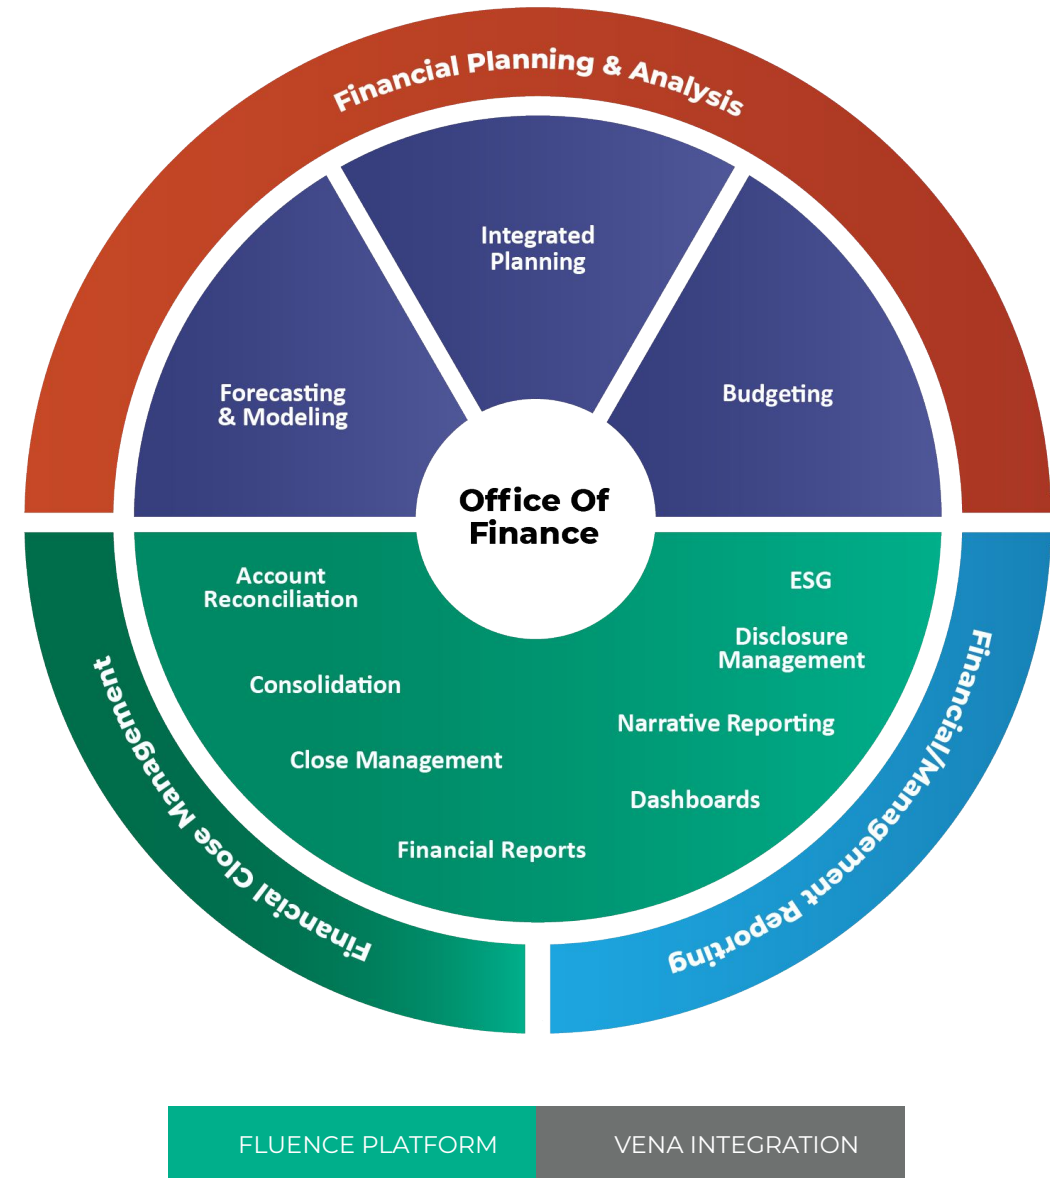 Financial Planning & Analysis
Integrated
Planning
Forecasting
& Modeling
Budgeting
Office Of
Finance
Account
Reconciliation
Consolidation
Close Management
Financial Reports
ESG
Disclosure
Management
Narrative Reporting
Dashboards
Financial Close Management
Financial/Management Reporting
FLUENCE PLATFORM
VENA INTEGRATION